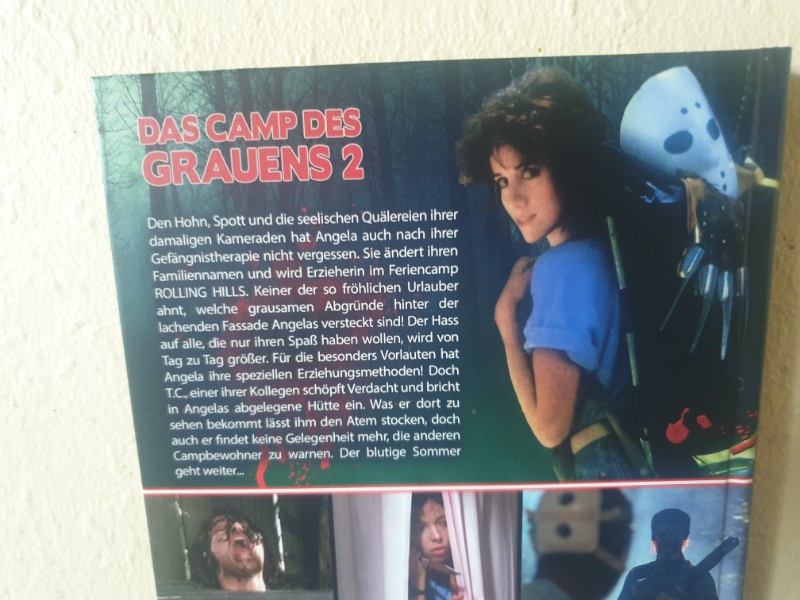 DAS CAMP DES
GRAUENS 2
Den Hohn, Spott und die seelischen Quälereien ihrer
damaligen Kameraden hat Angela auch nach ihrer
Gefängnistherapie nicht vergessen. Sie ändert ihren
Familiennamen und wird Erzieherin im Feriencamp
ROLLING HILLS. Keiner der so fröhlichen Urlauber
ahnt, welche grausamen Abgründe hinter der
lachenden Fassade Angelas versteckt sind! Der Hass
auf alle, die nur ihren Spaß haben wollen, wird von
Tag zu Tag größer. Für die besonders Vorlauten hat
Angela ihre speziellen Erziehungsmethoden! Doch
T.C., einer ihrer Kollegen schöpft Verdacht und bricht
in Angelas abgelegene Hütte ein. Was er dort zu
sehen bekommt lässt ihm den Atem stocken, doch
auch er findet keine Gelegenheit mehr, die anderen
Campbewohner zu warnen. Der blutige Sommer
geht weiter...